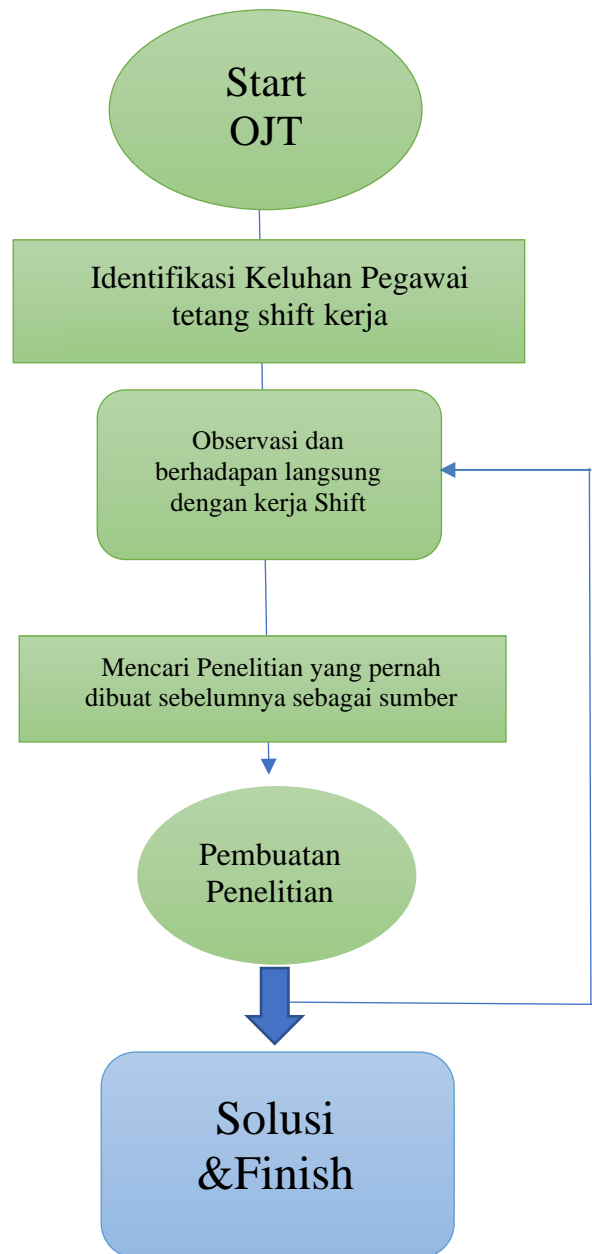 Start
OJT
Identifikasi Keluhan Pegawai
tetang shift kerja
Observasi dan
berhadapan langsung
dengan kerja Shift
Mencari Penelitian yang pernah
dibuat sebelumnya sebagai sumber
Pembuatan
Penelitian
Solusi
&Finish